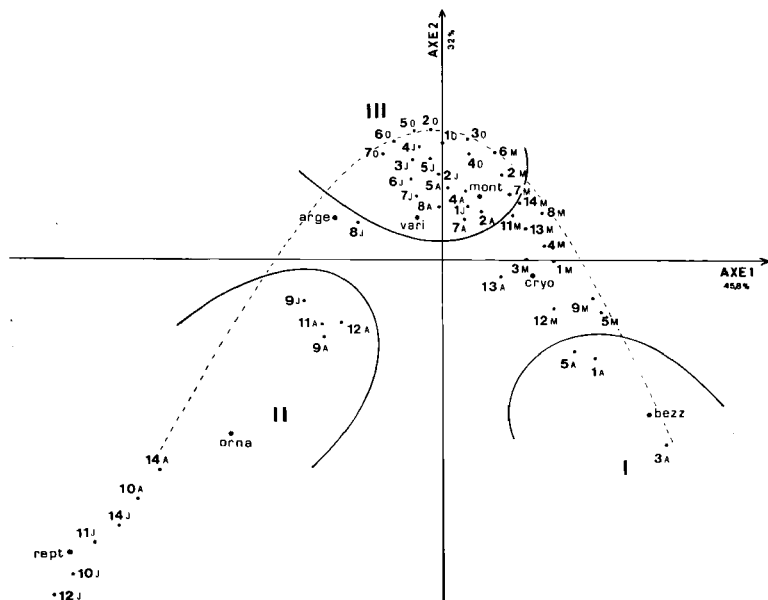 AXE2
32%
III
5O 2O
6O 1O 3O
7O 4J 4O 6M
3J 5J
6J 2J 2M
5A mont 7M
7J 4A 14M
8A 1J 2A 8M
arge vari 11M
8J 7A 13M
4M
3M 1M AXE1
13A cryo 45,8%
9J 9M
12M 5M
11A 12A
9A 5A 1A
II bezz
orna
14A I 3A
10A
14J
11J
rept
10J
12J